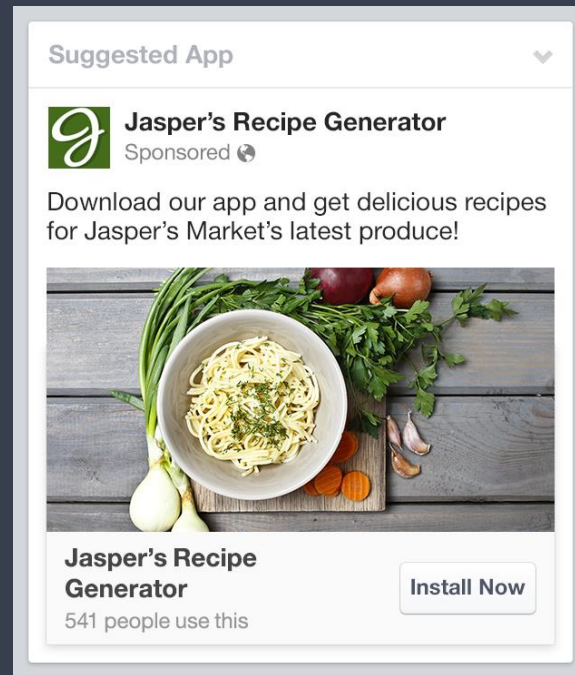 Suggested App
Jasper’s Recipe Generator
Sponsored
Download our app and get delicious recipes
for Jasper’s Market’s latest produce!
Jasper’s Recipe
Generator
541 people use this
Install Now